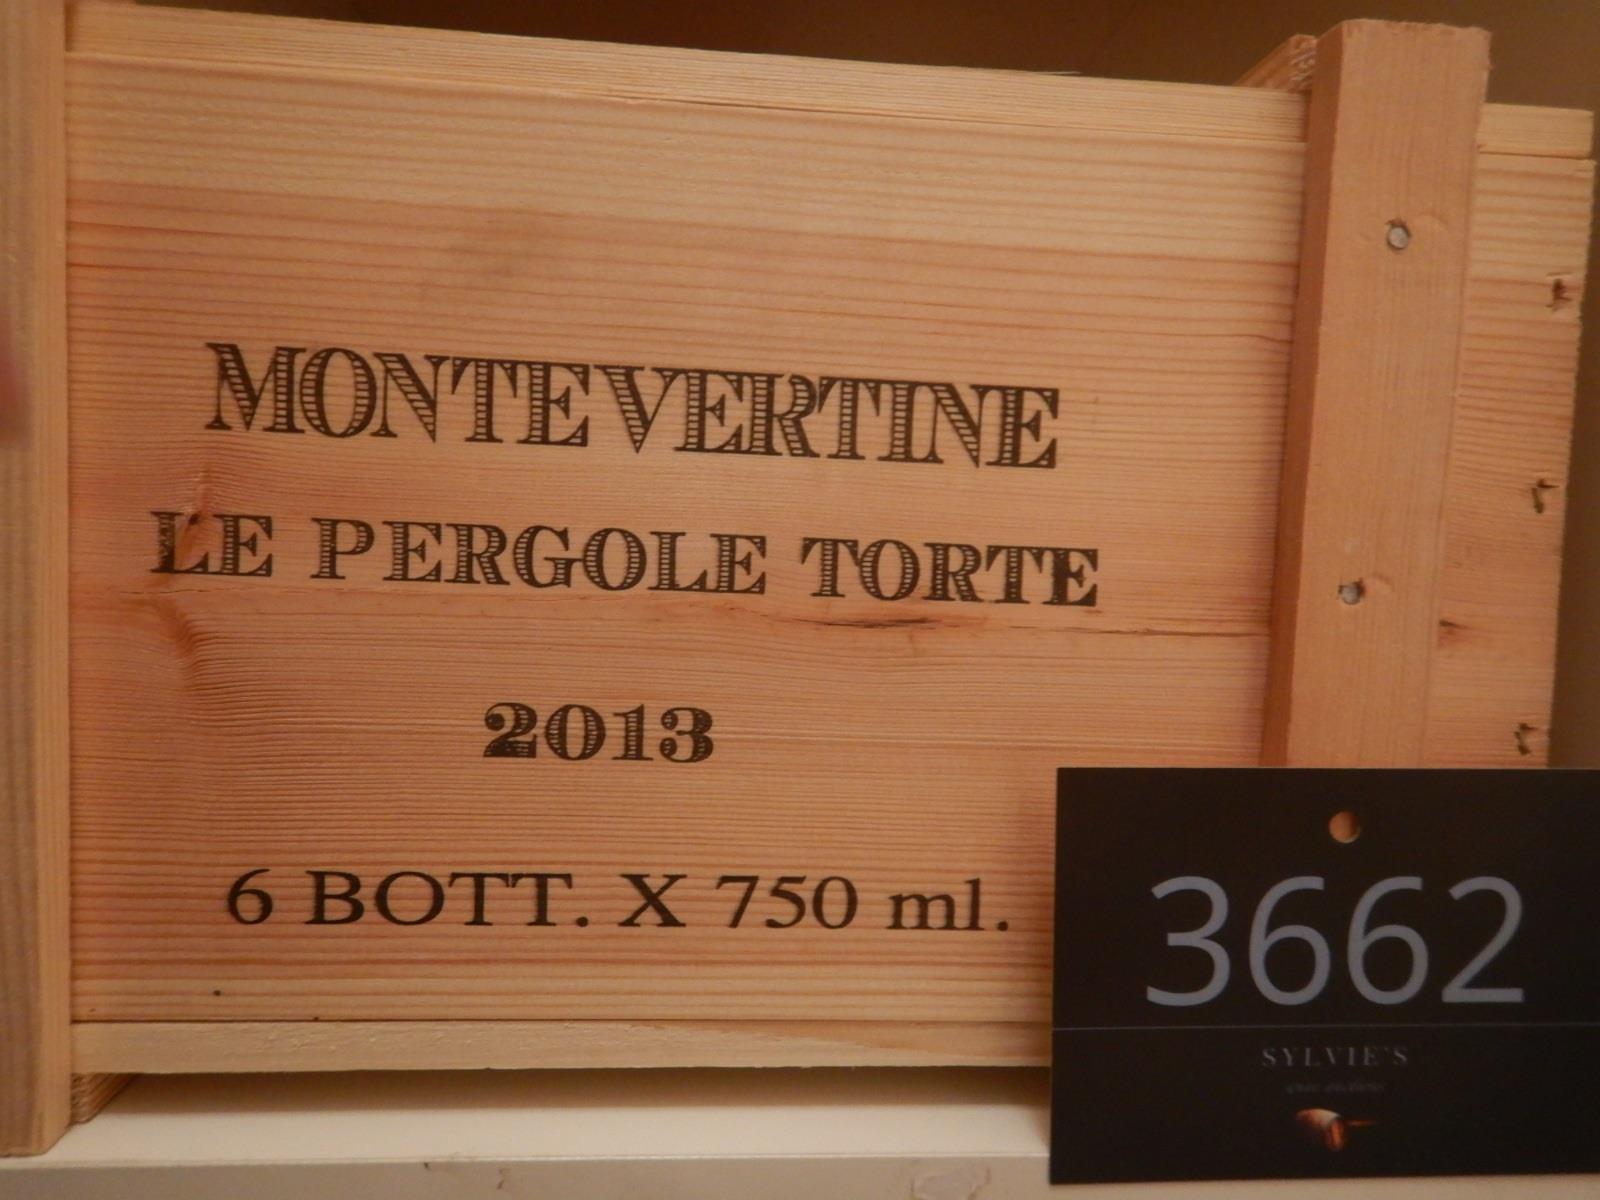 MONTEVERTINE
LE PERGOLE TORTE
2013
6 BOTT. X 750 ml.
3662
SYLVIE'S